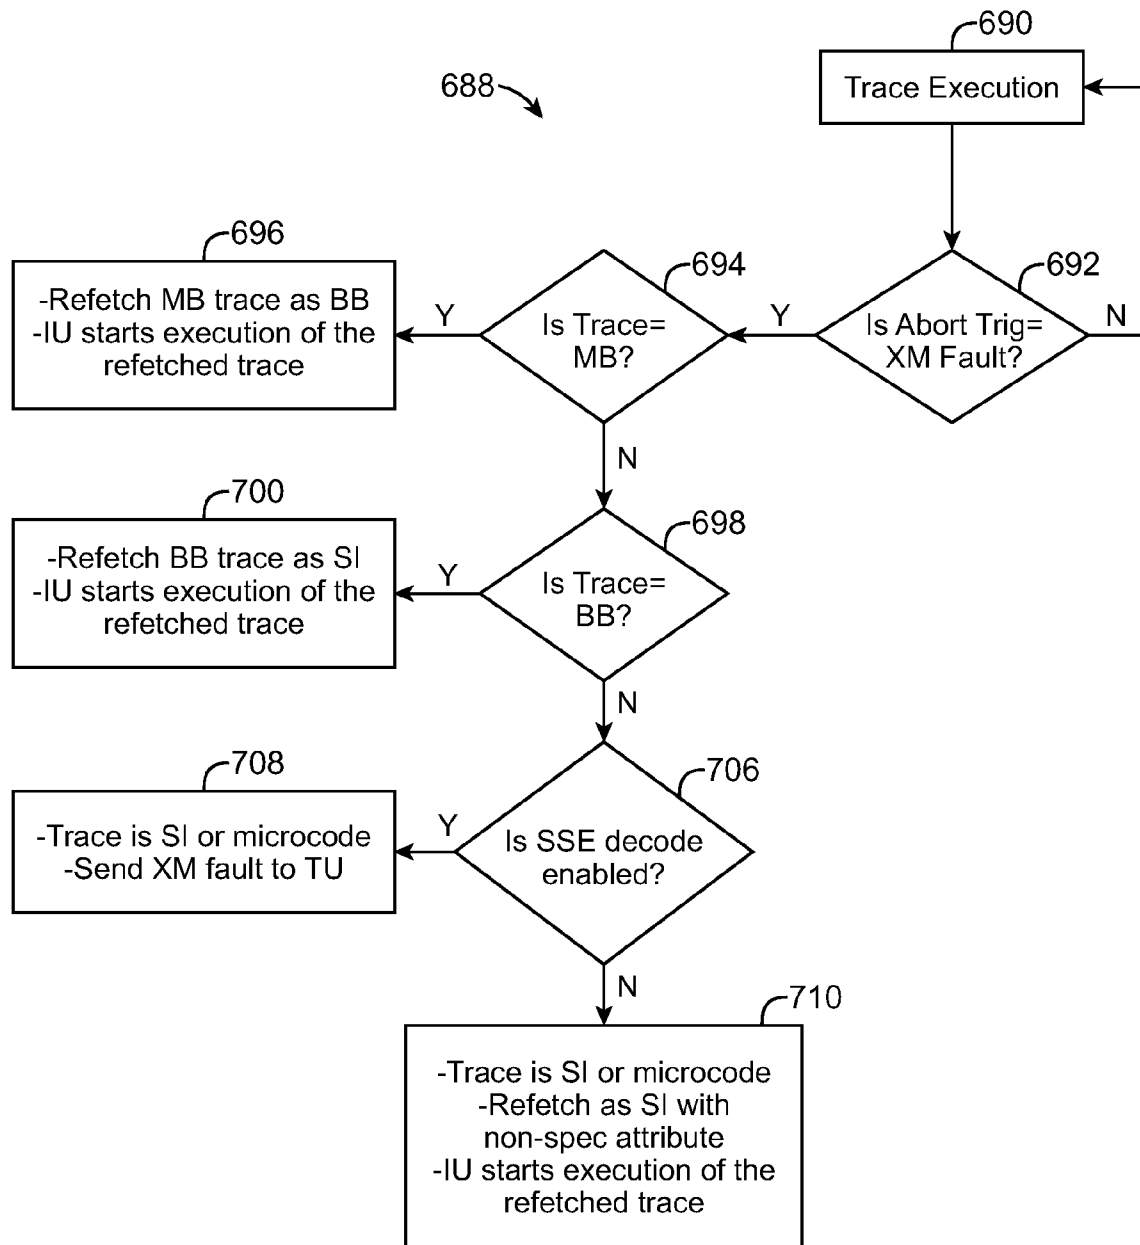 690
Trace Execution
688
696
-Refetch MB trace as BB
-IU starts execution of the
refetched trace
Y
694
Is Trace=
MB?
Y
692
Is Abort Trig=
XM Fault?
N
N
700
-Refetch BB trace as SI
-IU starts execution of the
refetched trace
Y
698
Is Trace=
BB?
N
708
-Trace is SI or microcode
-Send XM fault to TU
Y
706
Is SSE decode
enabled?
N
710
-Trace is SI or microcode
-Refetch as SI with
non-spec attribute
-IU starts execution of the
refetched trace